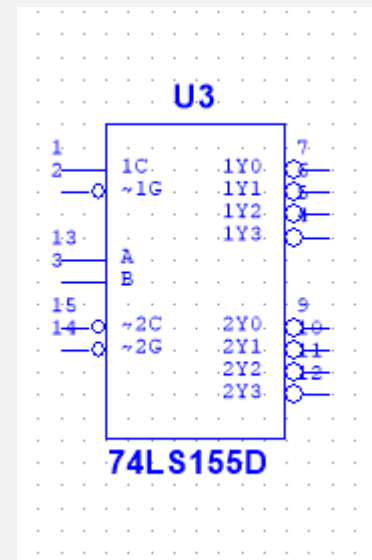 U3
1 7
2 1C 1Y0 6
~1G 1Y1 5
1Y2 4
13 1Y3
3 A
B
15 9
14 ~2C 2Y0 10
~2G 2Y1 11
2Y2 12
2Y3
74LS155D